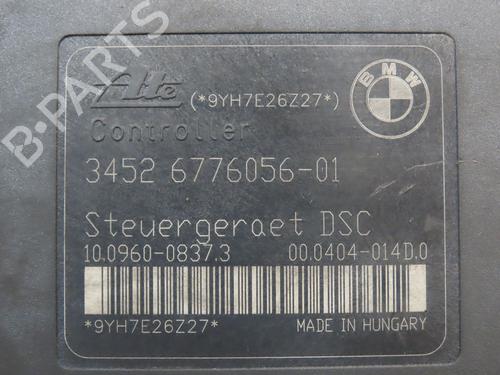 B-PARTS
Ate
(*9YH7E26Z27*)
BMW
Controller
3452 6776056-01
Steuergeraet DSC
10.0960-0837.3 00.0404-014D.0
*9YH7E26Z27*
MADE IN HUNGARY